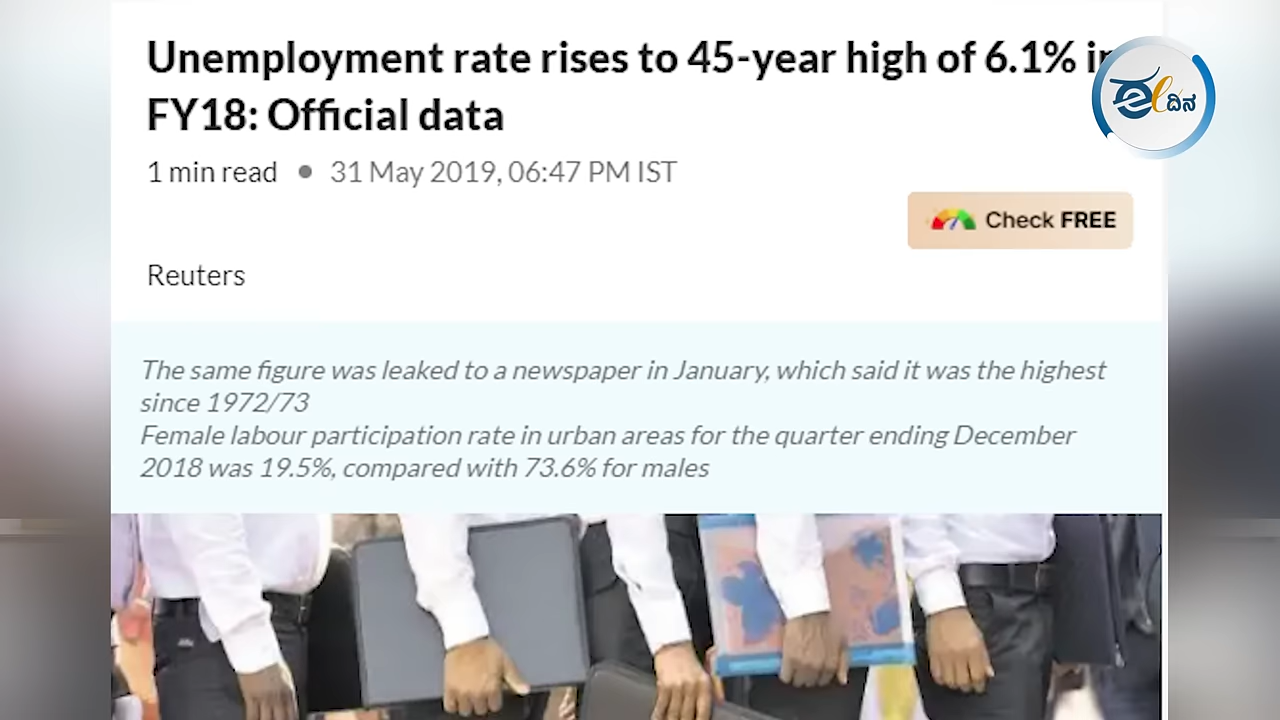 Unemployment rate rises to 45-year high of 6.1% in
FY18: Official data
1 min read • 31 May 2019, 06:47 PM IST
Check FREE
Reuters
The same figure was leaked to a newspaper in January, which said it was the highest
since 1972/73
Female labour participation rate in urban areas for the quarter ending December
2018 was 19.5%, compared with 73.6% for males
ದಿನ